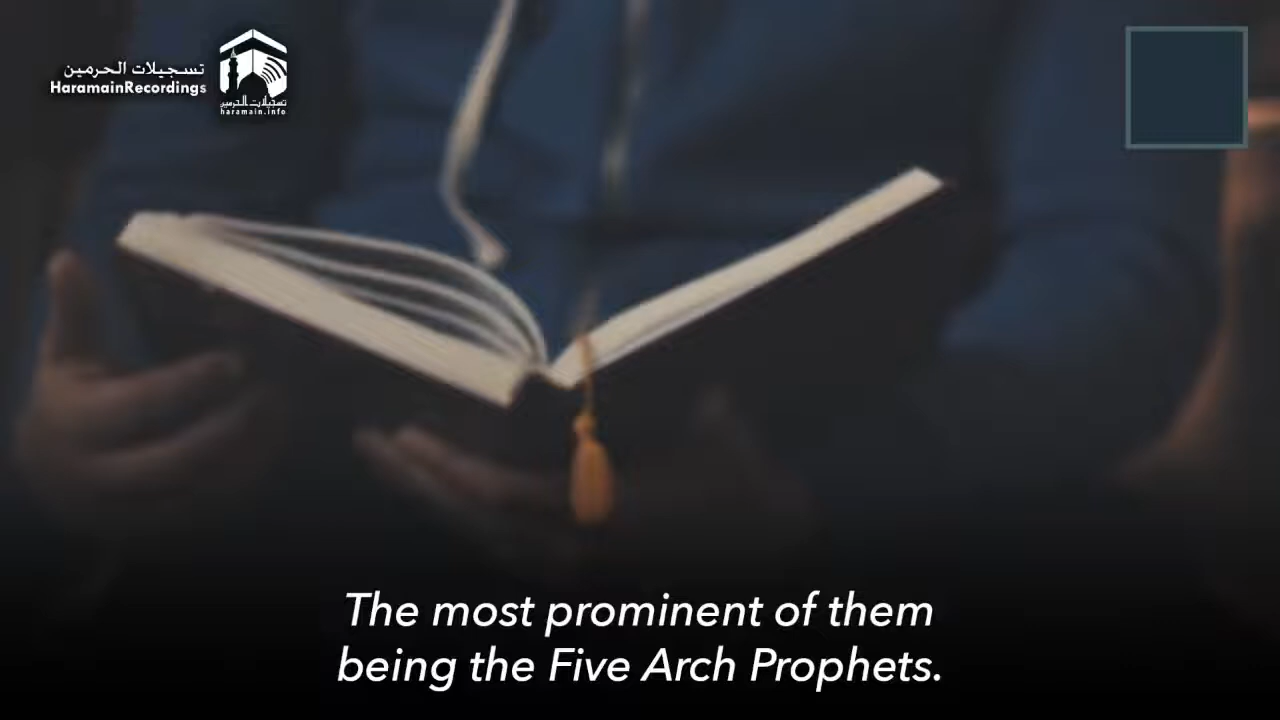 تسجيلات الحرمين
HaramainRecordings
تسجيلات الحرمين
haramain.info
The most prominent of them
being the Five Arch Prophets.